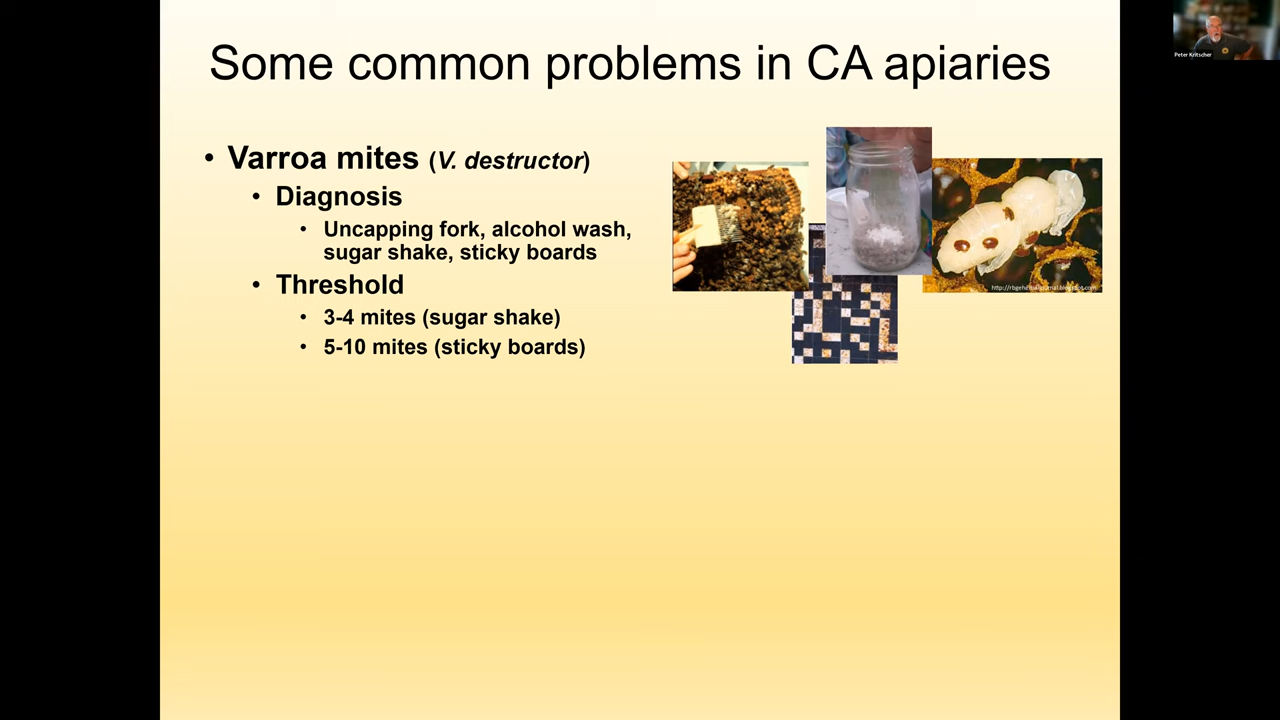 Some common problems in CA apiaries
Peter Kritscher
• Varroa mites (V. destructor)
• Diagnosis
• Uncapping fork, alcohol wash,
sugar shake, sticky boards
• Threshold
• 3-4 mites (sugar shake)
• 5-10 mites (sticky boards)